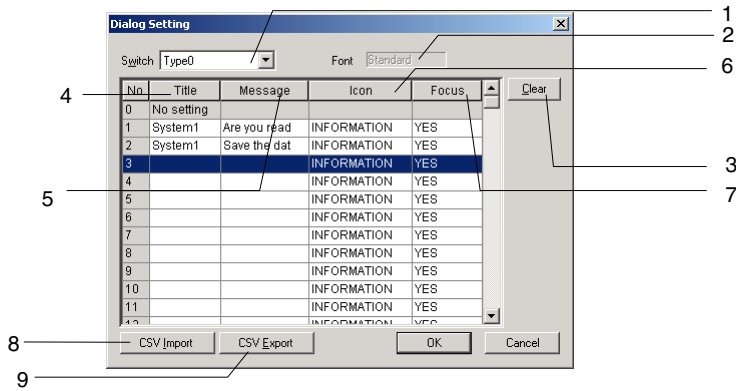 Dialog Setting
1
Switch Type0 Font Standard
2
6
No Title Message Icon Focus Clear
4
0 No setting
1 System1 Are you read INFORMATION YES
2 System1 Save the dat INFORMATION YES
3 INFORMATION YES
3
4 INFORMATION YES
5 INFORMATION YES
5
7
6 INFORMATION YES
7 INFORMATION YES
8 INFORMATION YES
9 INFORMATION YES
10 INFORMATION YES
11 INFORMATION YES
12 INFORMATION YES
8
CSV Import CSV Export OK Cancel
9